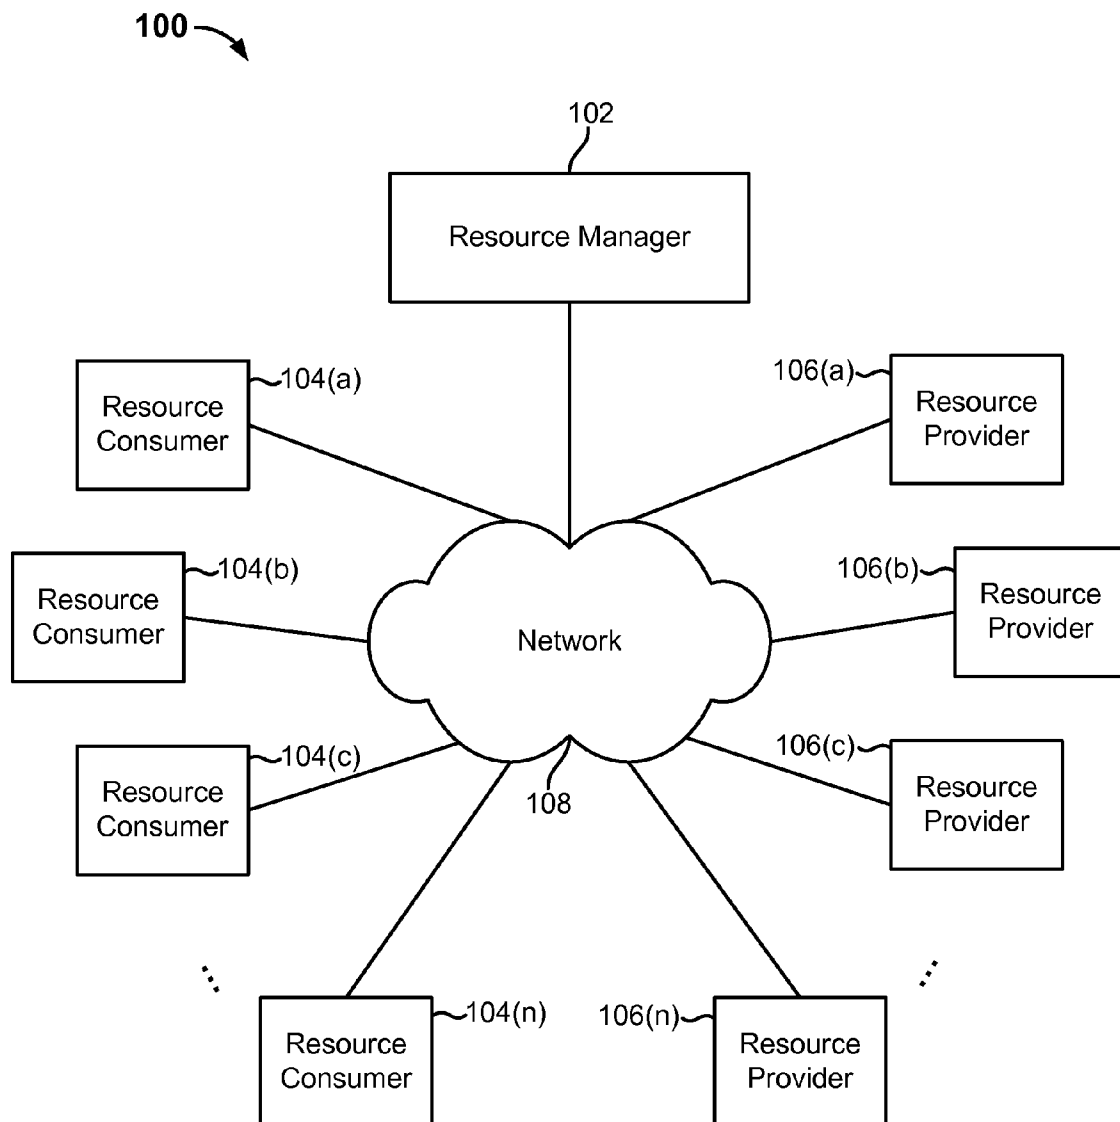 100
102
Resource Manager
104(a)
Resource
Consumer
106(a)
Resource
Provider
104(b)
Resource
Consumer
106(b)
Resource
Provider
Network
104(c)
Resource
Consumer
106(c)
Resource
Provider
108
104(n)
Resource
Consumer
106(n)
Resource
Provider